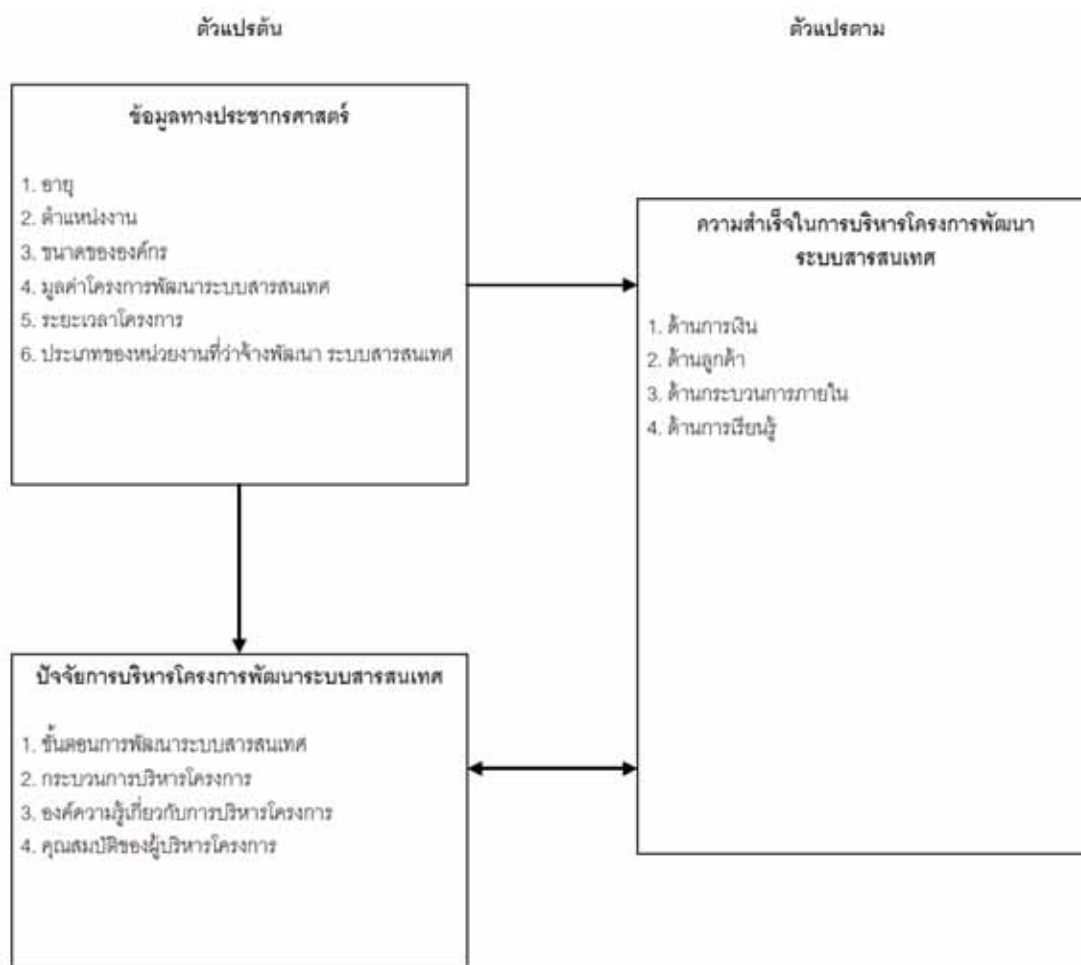 ตัวแปรต้น
ตัวแปรตาม
ข้อมูลทางประชากรศาสตร์
1. อายุ
2. ตำแหน่งงาน
3. ขนาดขององค์กร
4. มูลค่าโครงการพัฒนาระบบสารสนเทศ
5. ระยะเวลาโครงการ
6. ประเภทของหน่วยงานที่ว่าจ้างพัฒนา ระบบสารสนเทศ
ความสำเร็จในการบริหารโครงการพัฒนา
ระบบสารสนเทศ
1. ด้านการเงิน
2. ด้านลูกค้า
3. ด้านกระบวนการภายใน
4. ด้านการเรียนรู้
ปัจจัยการบริหารโครงการพัฒนาระบบสารสนเทศ
1. ขั้นตอนการพัฒนาระบบสารสนเทศ
2. กระบวนการบริหารโครงการ
3. องค์ความรู้เกี่ยวกับการบริหารโครงการ
4. คุณสมบัติของผู้บริหารโครงการ